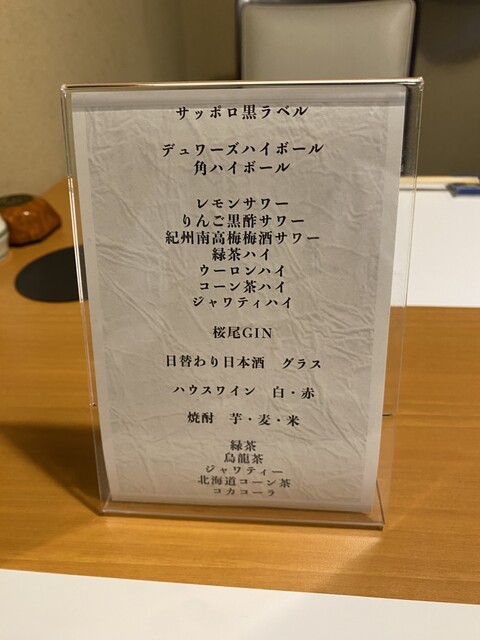 サッポロ黒ラベル
デュワーズハイボール
角ハイボール
レモンサワー
りんご黒酢サワー
紀州南高梅梅酒サワー
緑茶ハイ
ウーロンハイ
コーン茶ハイ
ジャワティハイ
桜尾GIN
日替わり日本酒　グラス
ハウスワイン　白・赤
焼酎　芋・麦・米
緑茶
烏龍茶
ジャワティー
北海道コーン茶
コカコーラ